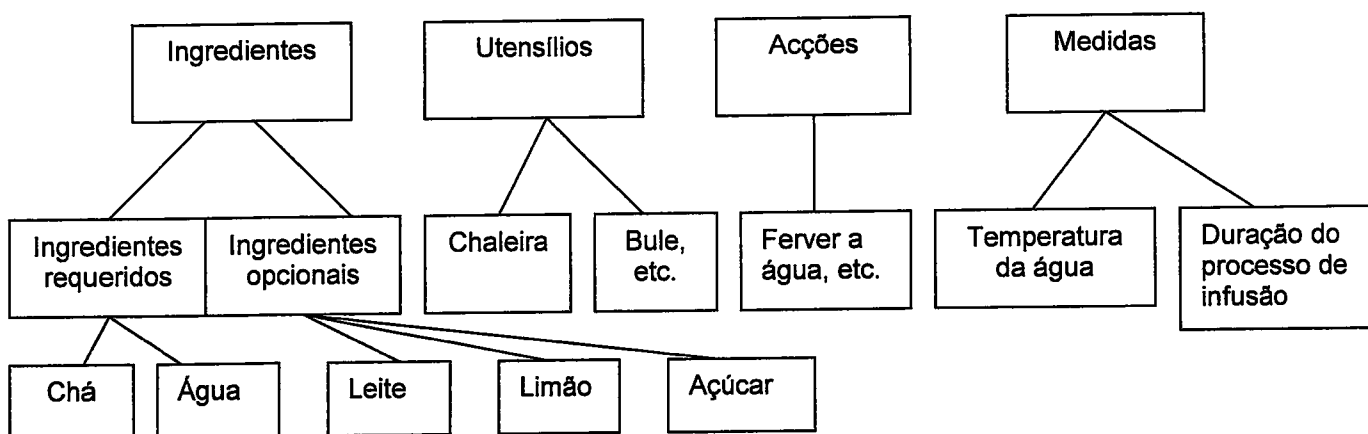 Ingredientes
Utensílios
Acções
Medidas
Ingredientes
requeridos
Ingredientes
opcionais
Chaleira
Bule,
etc.
Ferver a
água, etc.
Temperatura
da água
Duração do
processo de
infusão
Chá
Água
Leite
Limão
Açúcar